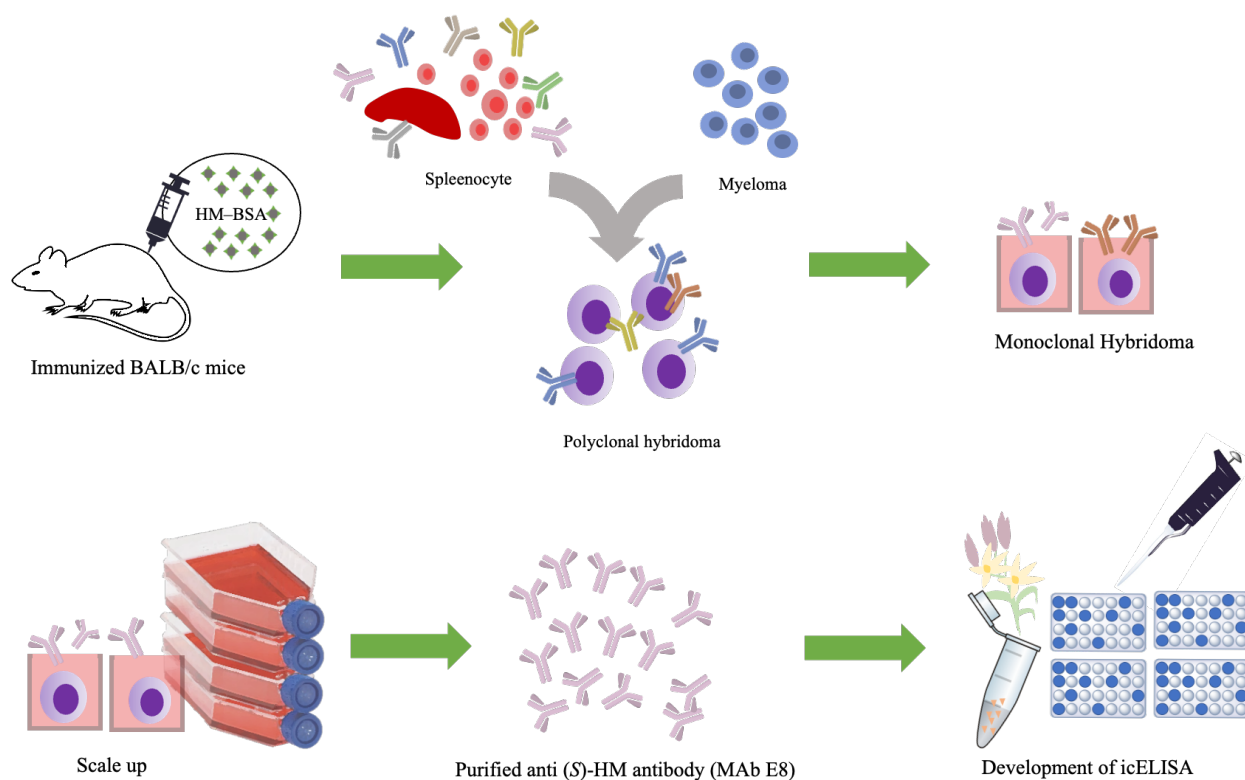 HM–BSA
Spleenocyte
Myeloma
Immunized BALB/c mice
Polyclonal hybridoma
Monoclonal Hybridoma
Scale up
Purified anti (S)-HM antibody (MAb E8)
Development of icELISA